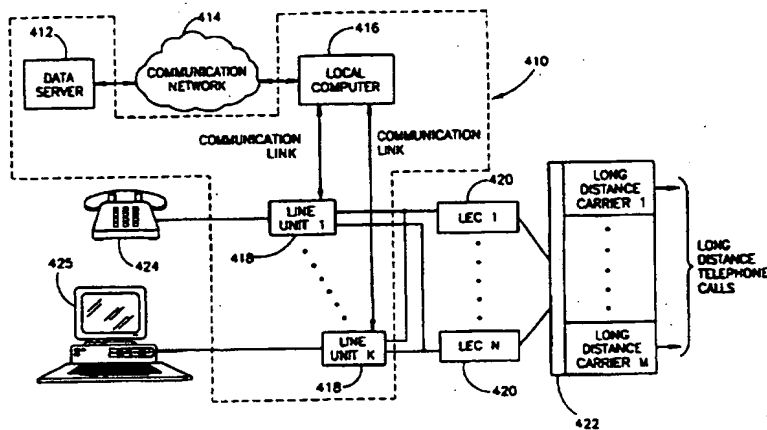 412
414
416
DATA
SERVER
COMMUNICATION
NETWORK
LOCAL
COMPUTER
410
COMMUNICATION
LINK
COMMUNICATION
LINK
424
LINE
UNIT 1
418
420
LEC 1
LONG
DISTANCE
CARRIER 1
LONG
DISTANCE
TELEPHONE
CALLS
425
LINE
UNIT K
418
LEC N
420
LONG
DISTANCE
CARRIER M
422